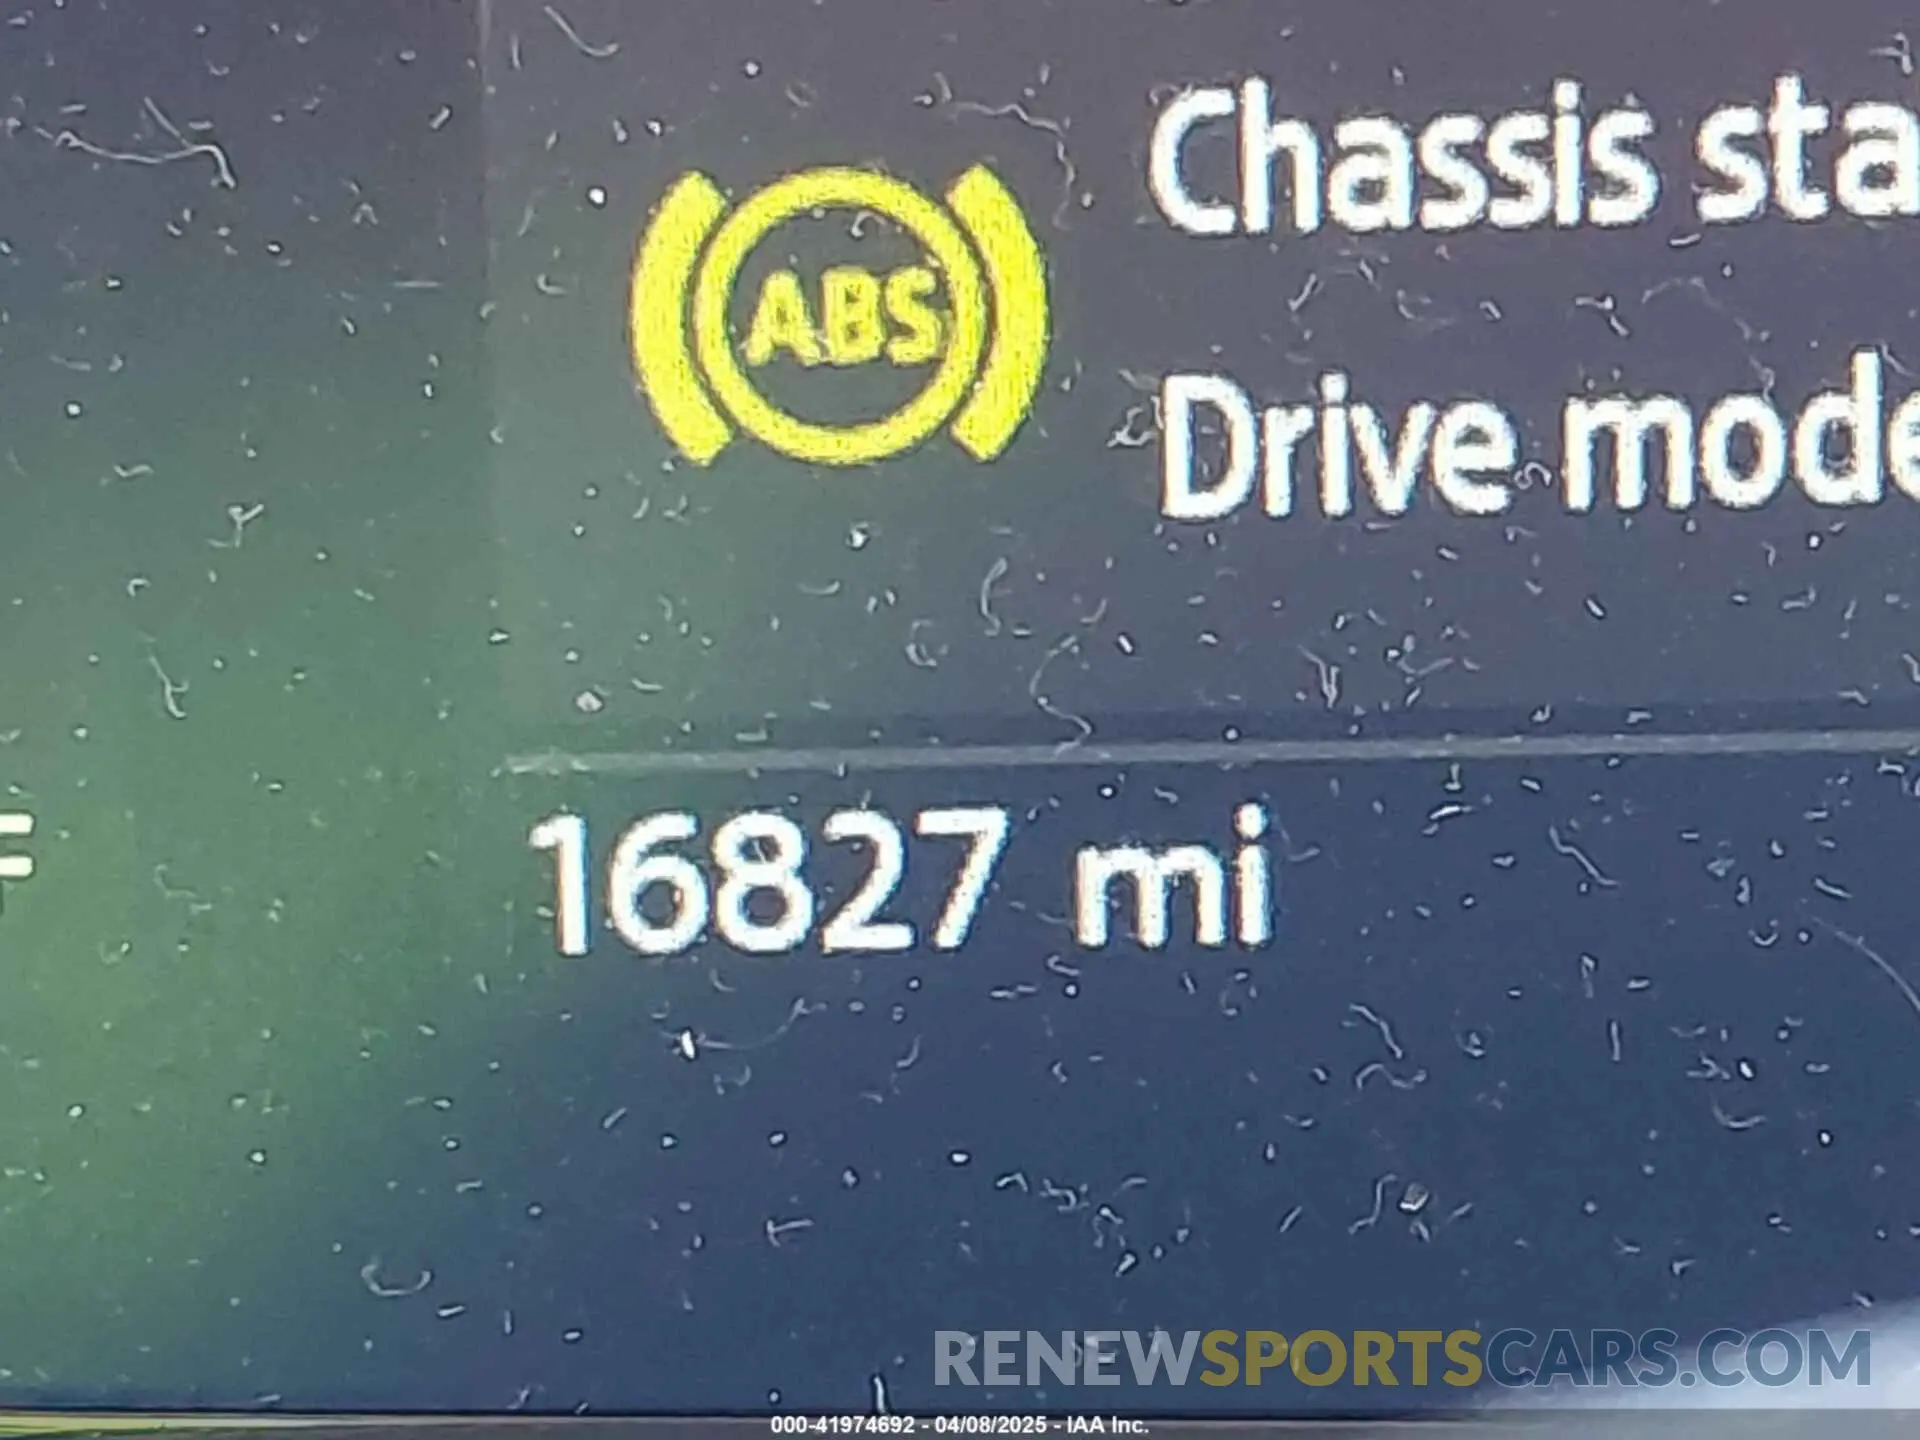 Chassis sta
ABS
Drive mode
F
16827 mi
RENEWSPORTSCARS.COM
000-41974692 - 04/08/2025 - IAA Inc.